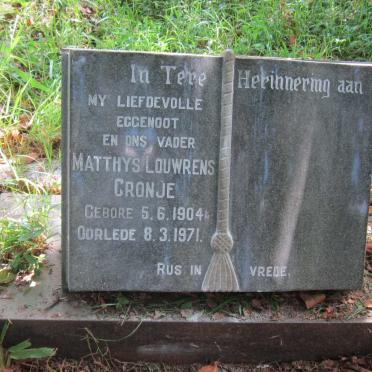 In Tere Herinnering aan
MY LIEFDEVOLLE
EGGENOOT
EN ONS VADER
MATTHYS LOUWRENS
CRONJE
GEBORE 5.6.1904
OORLEDE 8.3.1971.
RUS IN VREDE.